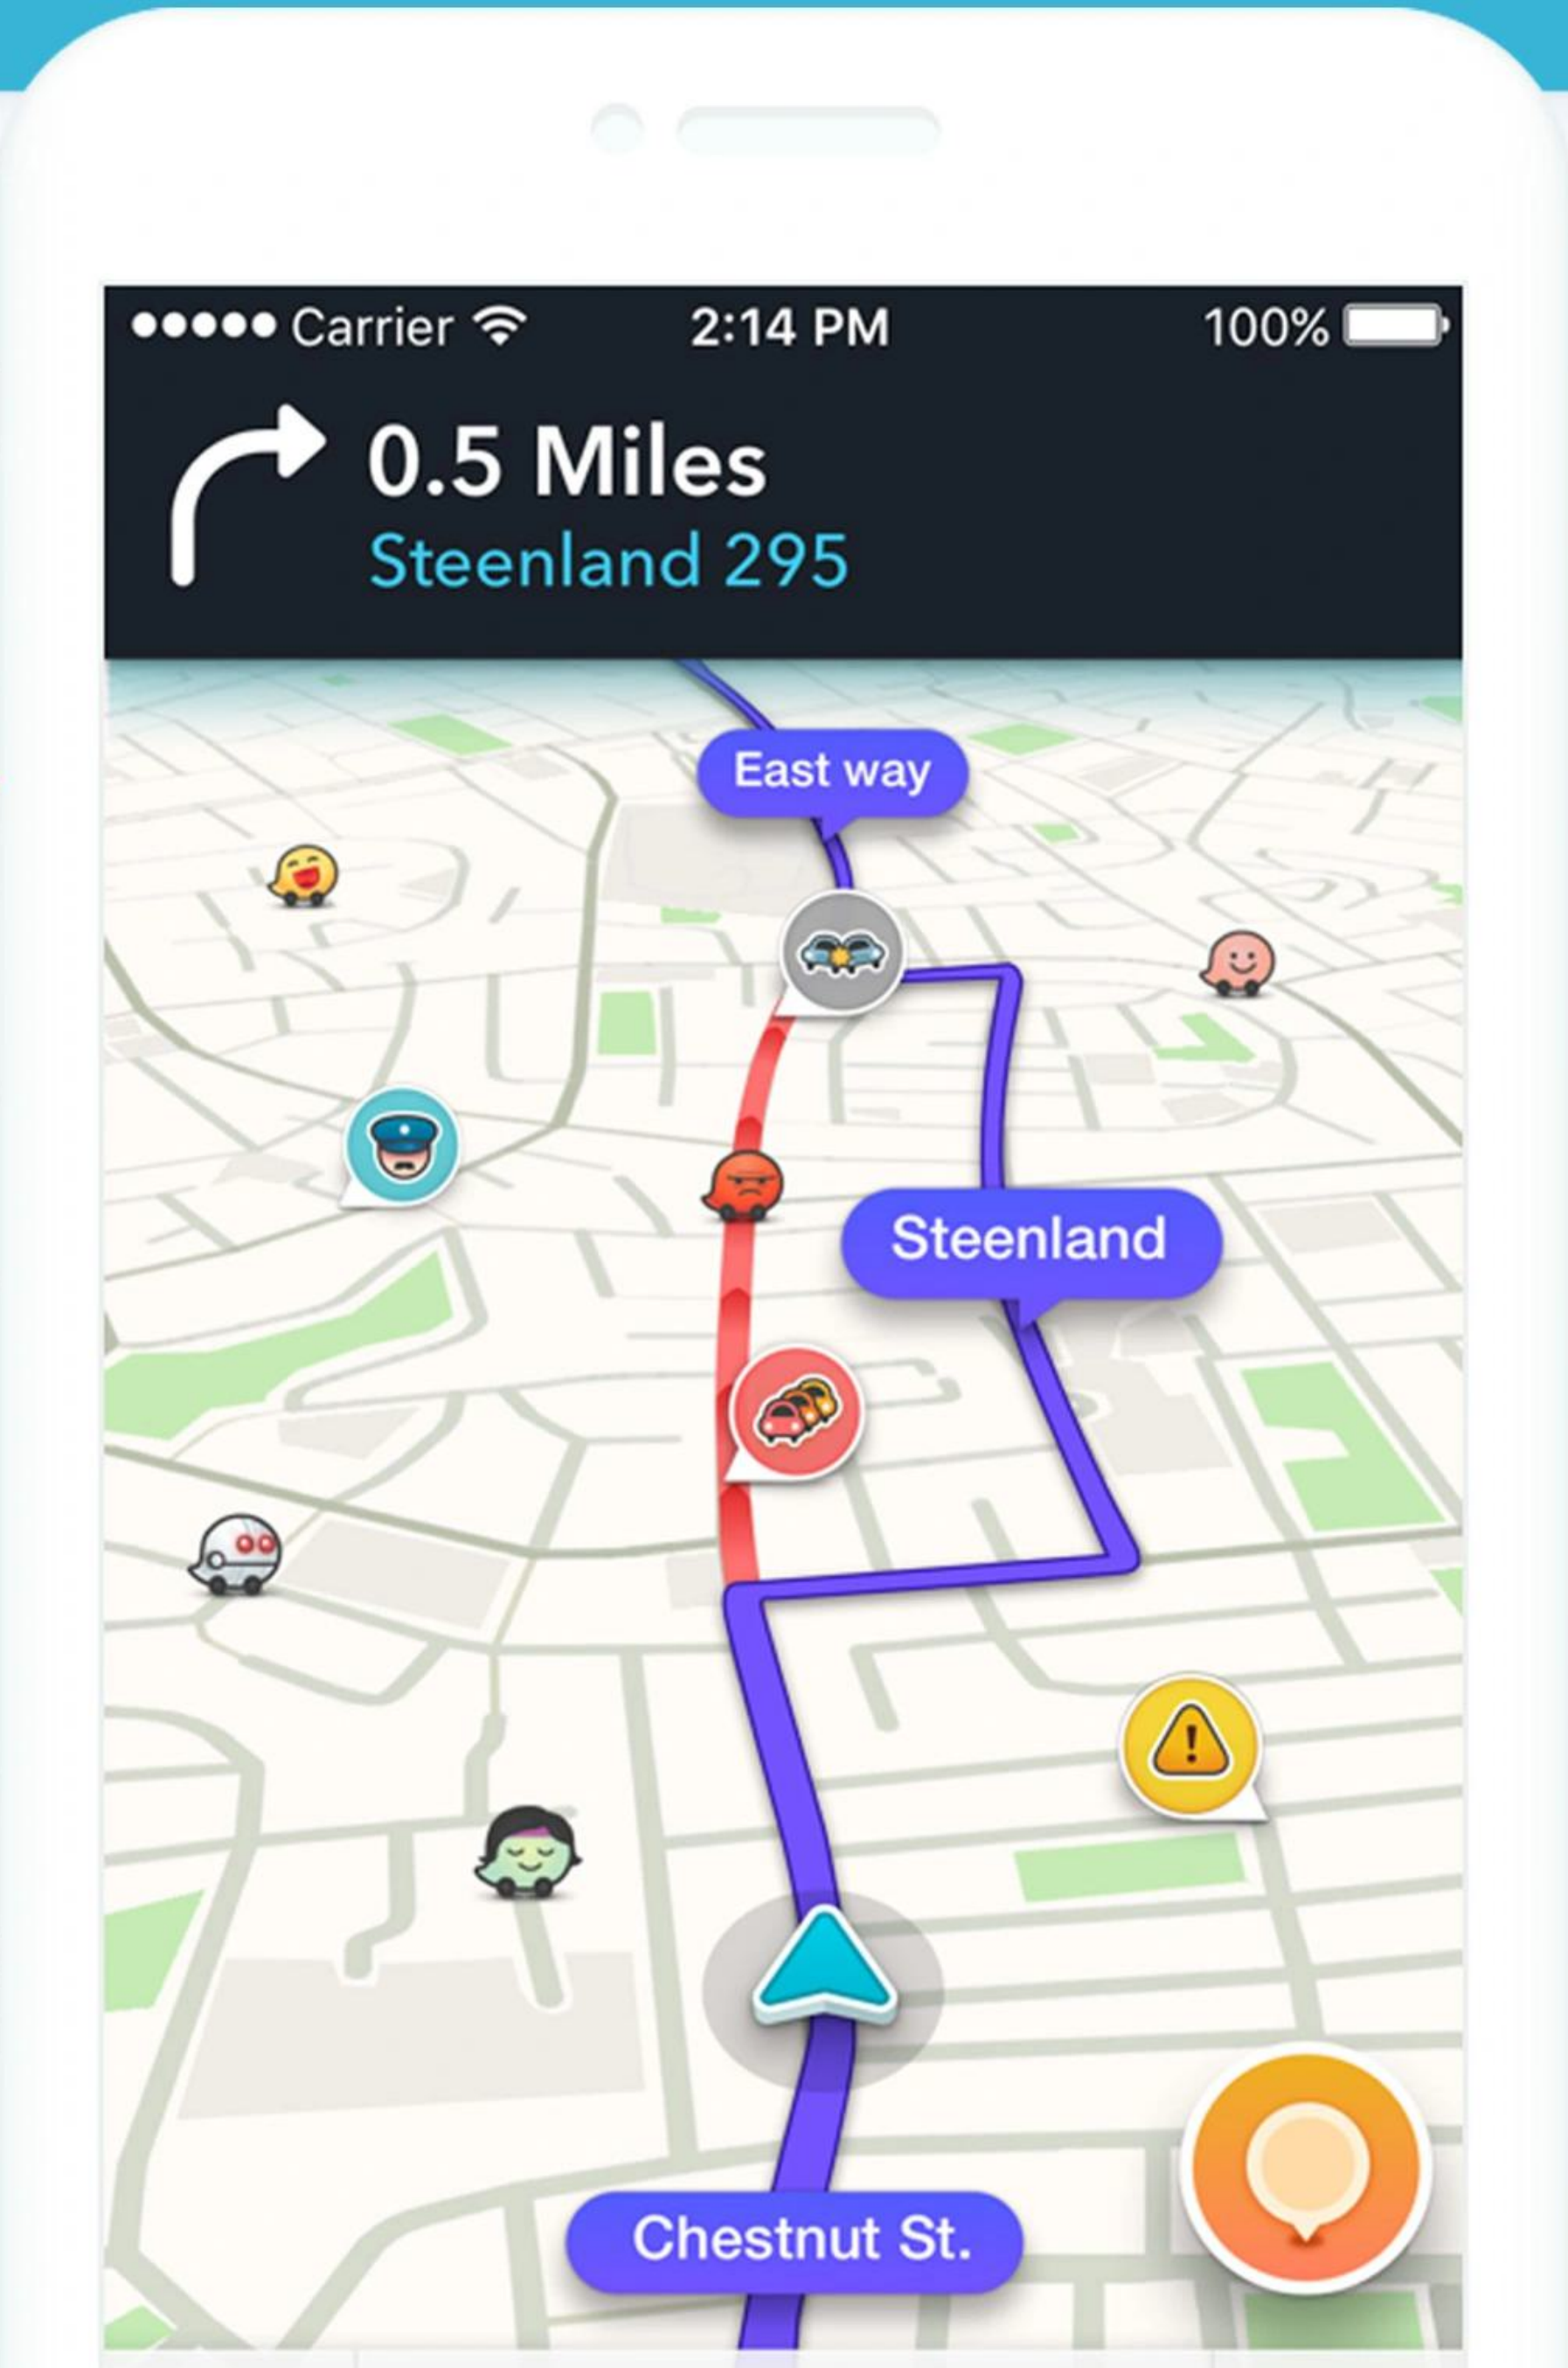 Carrier 2:14 PM 100%
0.5 Miles
Steenland 295
East way
Steenland
!
Chestnut St.